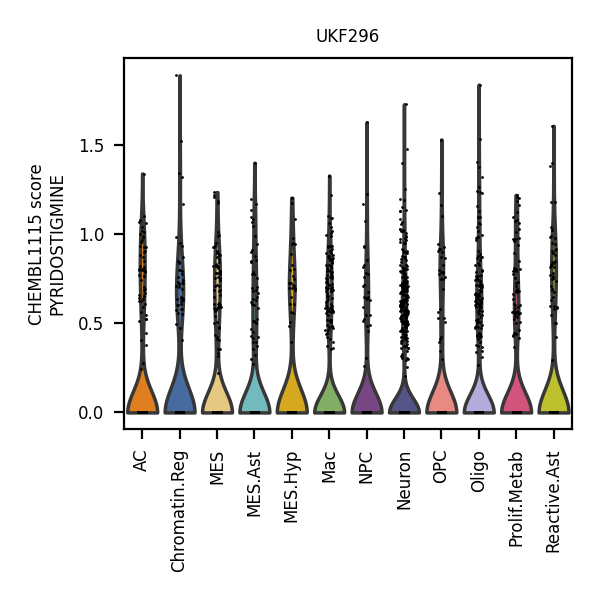 UKF296
CHEMBL1115 score
PYRIDOSTIGMINE
1.5
1.0
0.5
0.0
AC
Chromatin.Reg
MES
MES.Ast
MES.Hyp
Mac
NPC
Neuron
OPC
Oligo
Prolif.Metab
Reactive.Ast